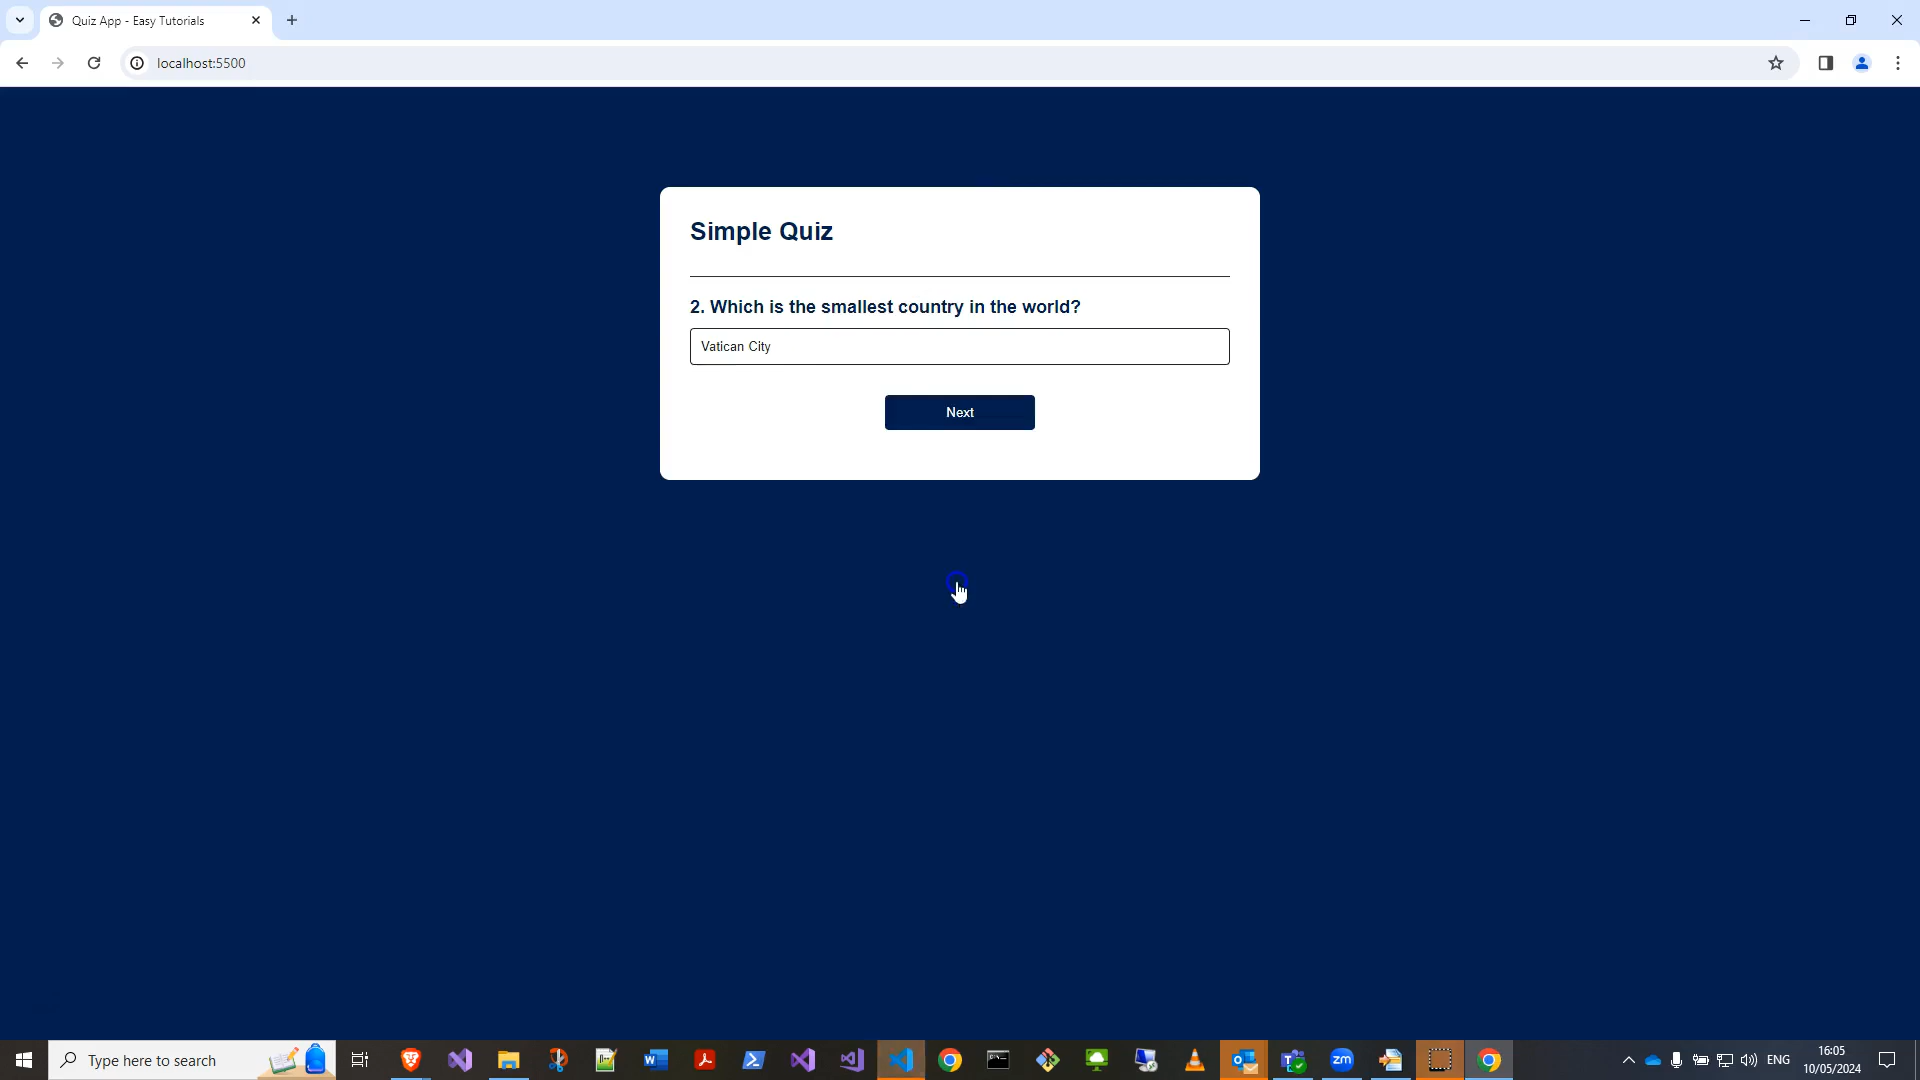 Quiz App - Easy Tutorials
localhost:5500
Simple Quiz
2. Which is the smallest country in the world?
Vatican City
Next
Type here to search
zm
ENG
16:05
10/05/2024